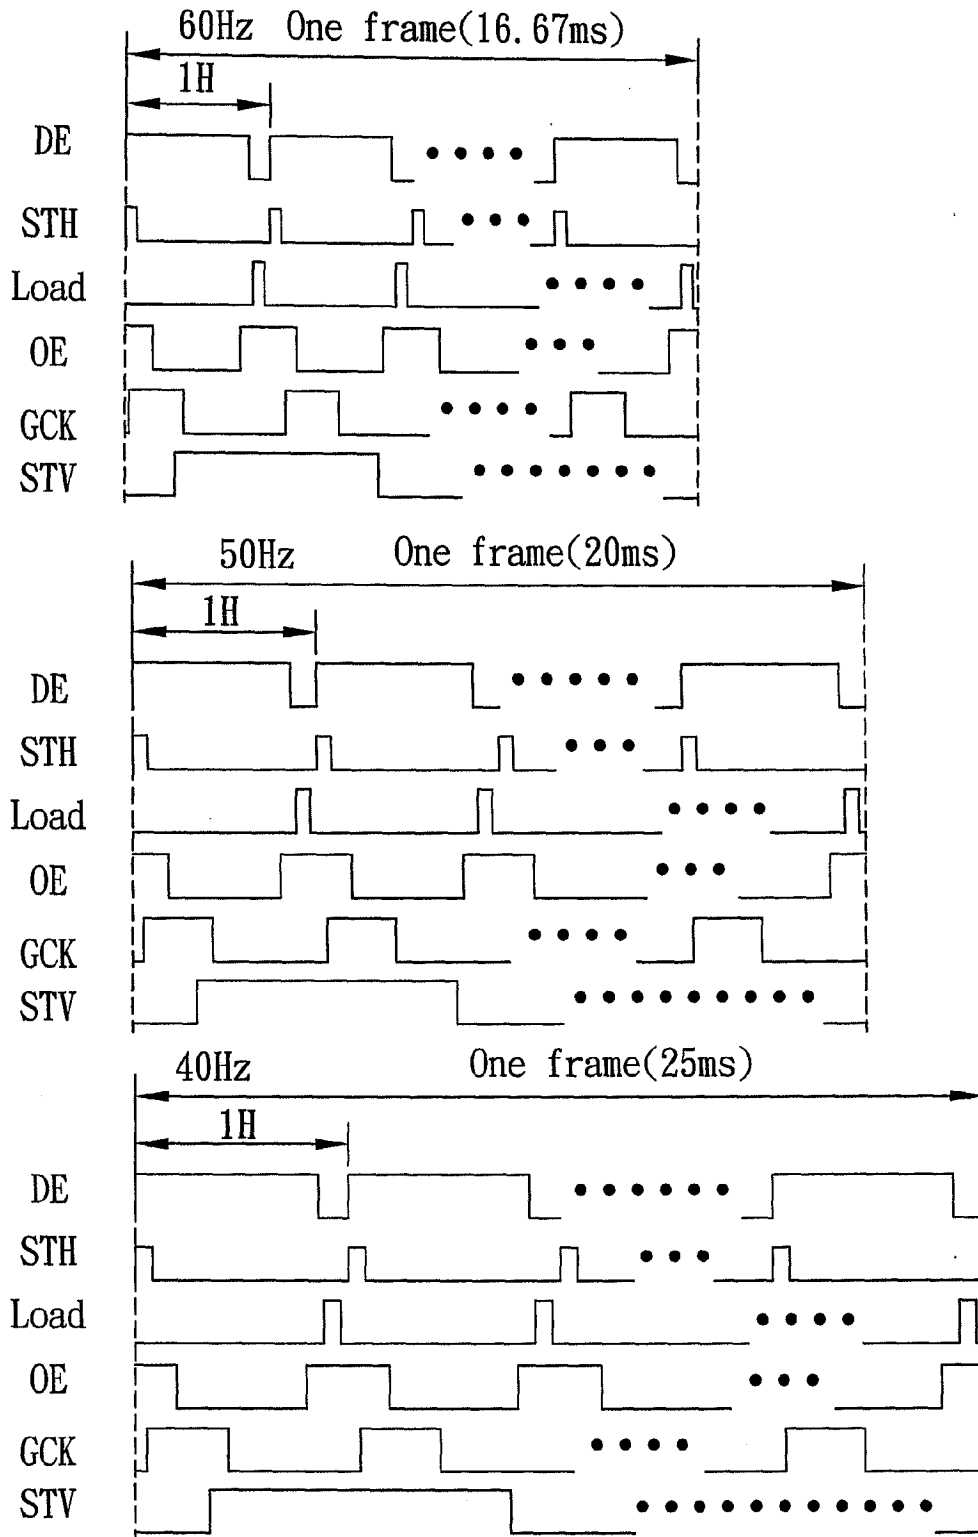 60Hz One frame(16.67ms)
1H
DE
STH
Load
OE
GCK
STV
50Hz One frame(20ms)
1H
DE
STH
Load
OE
GCK
STV
40Hz One frame(25ms)
1H
DE
STH
Load
OE
GCK
STV